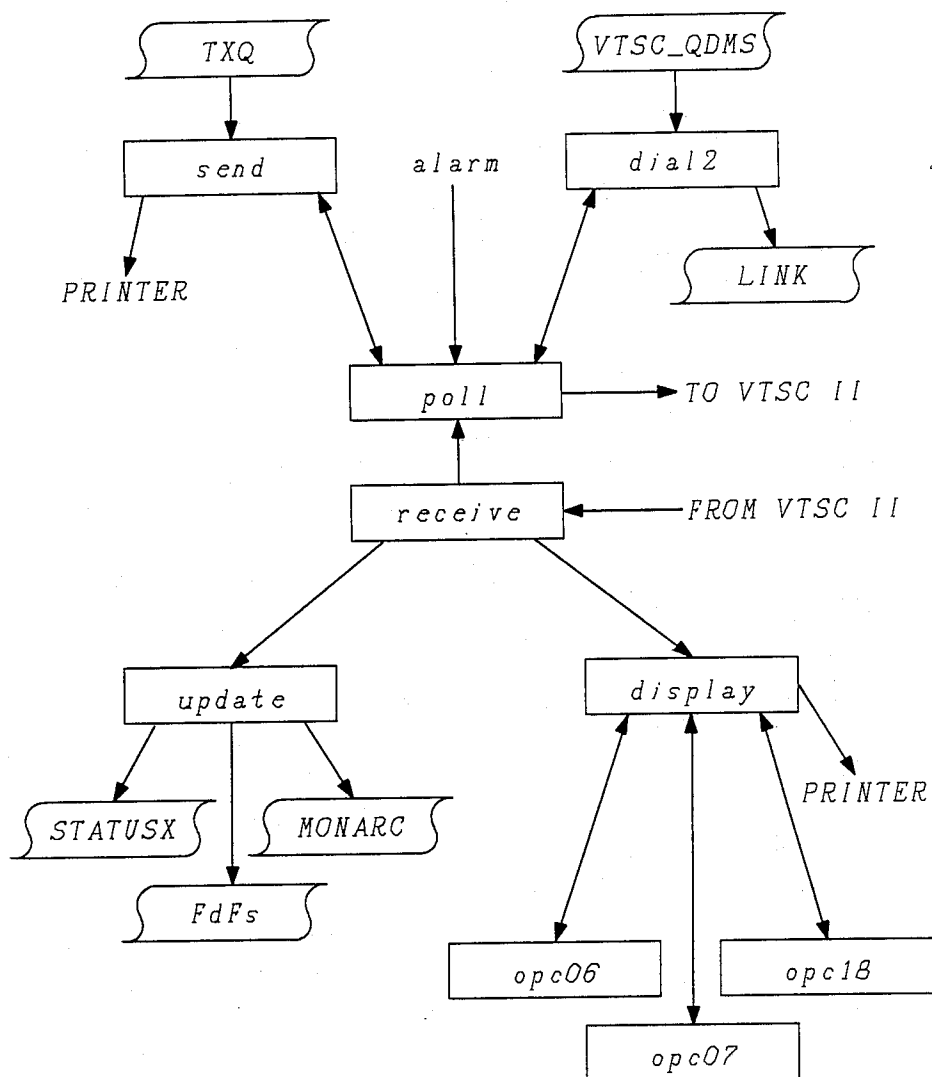 TXQ
VTSC_QDMS
send
alarm
dial2
PRINTER
LINK
poll
TO VTSC II
receive
FROM VTSC II
update
display
STATUSX
MONARC
PRINTER
FdFs
opc06
opc18
opc07